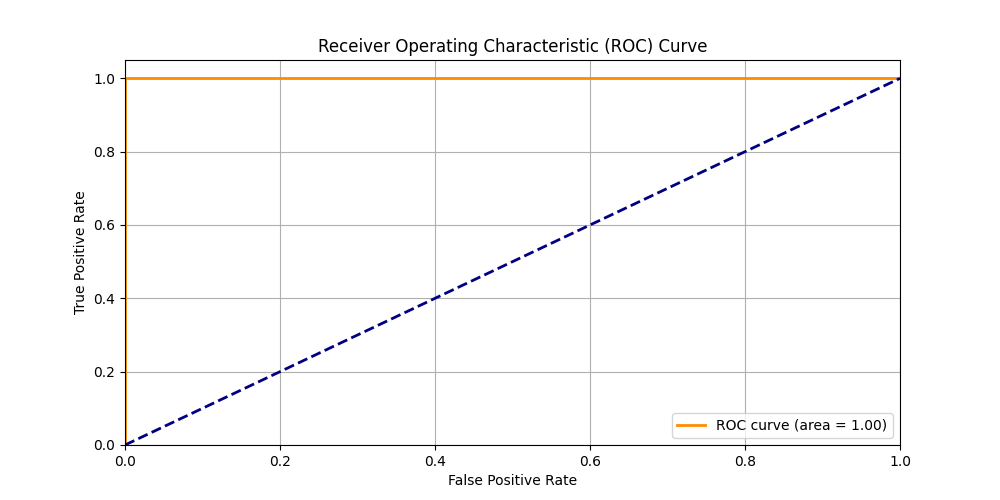 Receiver Operating Characteristic (ROC) Curve
True Positive Rate
1.0
0.8
0.6
0.4
0.2
0.0
ROC curve (area = 1.00)
0.0 0.2 0.4 0.6 0.8 1.0
False Positive Rate